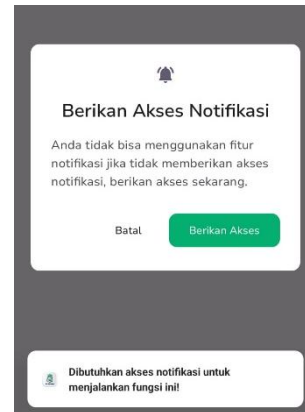 Berikan Akses Notifikasi
Anda tidak bisa menggunakan fitur
notifikasi jika tidak memberikan akses
notifikasi, berikan akses sekarang.
Batal
Berikan Akses
Dibutuhkan akses notifikasi untuk
menjalankan fungsi ini!